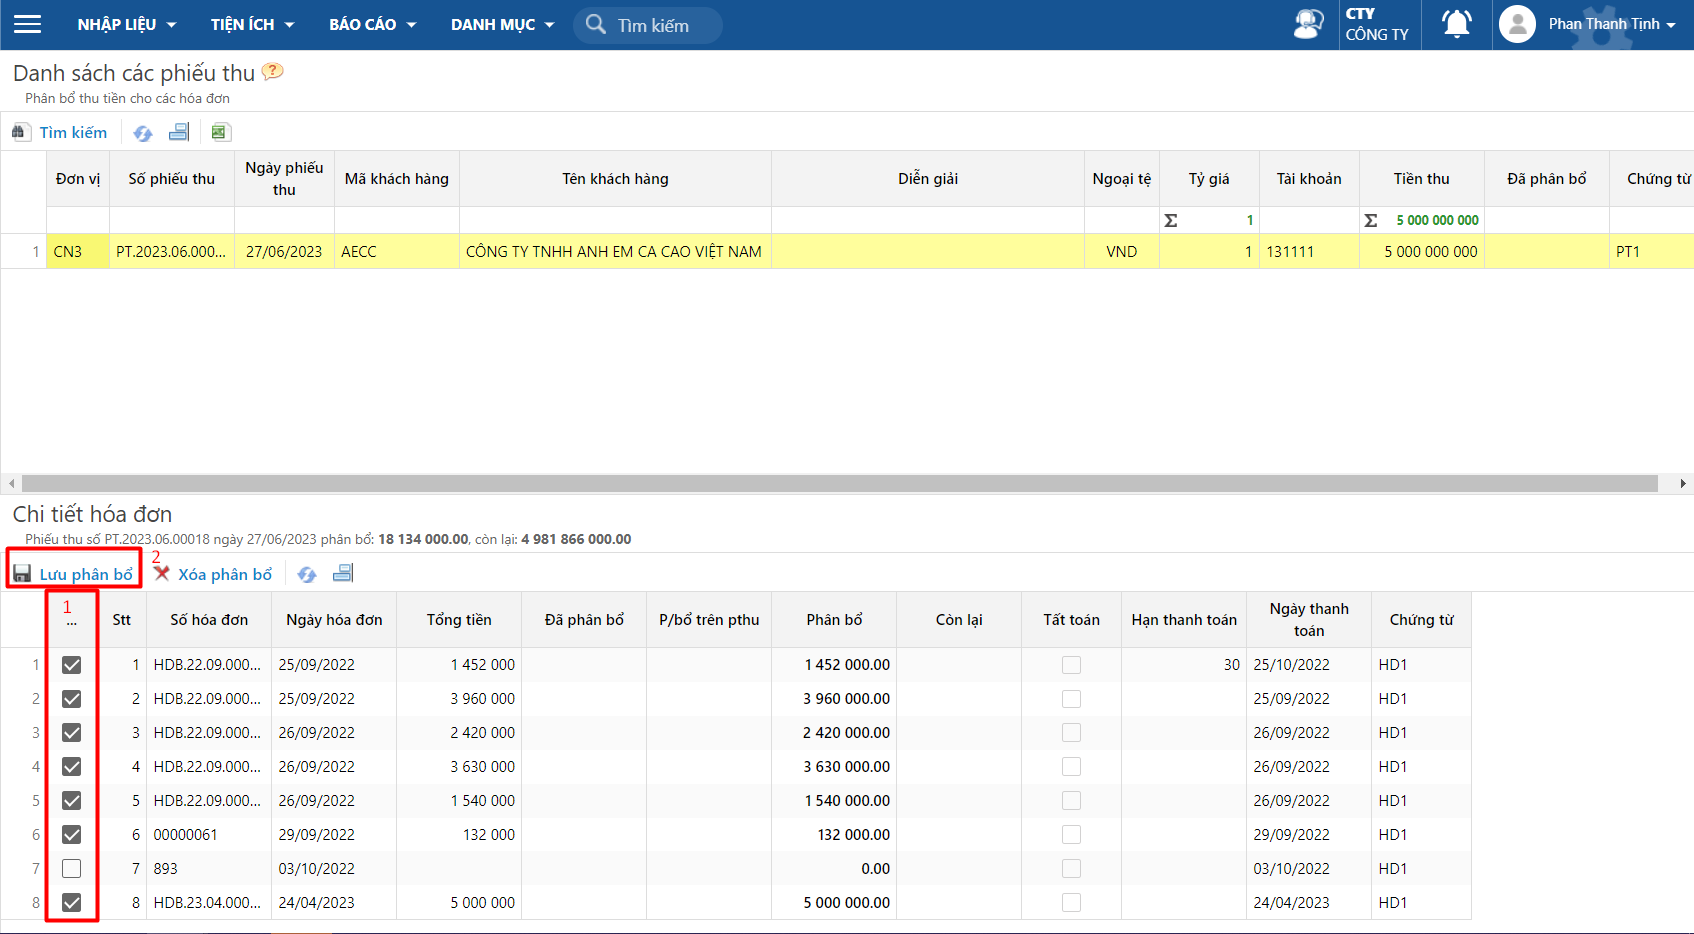 NHẬP LIỆU TIỆN ÍCH BÁO CÁO DANH MỤC Tìm kiếm CTY CÔNG TY Phan Thanh Tịnh
Danh sách các phiếu thu ?
Phân bổ thu tiền cho các hóa đơn
Tìm kiếm
Đơn vị Số phiếu thu Ngày phiếu thu Mã khách hàng Tên khách hàng Diễn giải Ngoại tệ Tỷ giá Tài khoản Tiền thu Đã phân bổ Chứng từ
Σ 1 Σ 5 000 000 000
1 CN3 PT.2023.06.000... 27/06/2023 AECC CÔNG TY TNHH ANH EM CA CAO VIỆT NAM VND 1 131111 5 000 000 000 PT1
Chi tiết hóa đơn
Phiếu thu số PT.2023.06.00018 ngày 27/06/2023 phân bổ: 18 134 000.00, còn lại: 4 981 866 000.00
Lưu phân bổ 2 Xóa phân bổ
1
... Stt Số hóa đơn Ngày hóa đơn Tổng tiền Đã phân bổ P/bổ trên pthu Phân bổ Còn lại Tất toán Hạn thanh toán Ngày thanh toán Chứng từ
1 1 HDB.22.09.000... 25/09/2022 1 452 000 1 452 000.00 30 25/10/2022 HD1
2 2 HDB.22.09.000... 25/09/2022 3 960 000 3 960 000.00 25/09/2022 HD1
3 3 HDB.22.09.000... 26/09/2022 2 420 000 2 420 000.00 26/09/2022 HD1
4 4 HDB.22.09.000... 26/09/2022 3 630 000 3 630 000.00 26/09/2022 HD1
5 5 HDB.22.09.000... 26/09/2022 1 540 000 1 540 000.00 26/09/2022 HD1
6 6 00000061 29/09/2022 132 000 132 000.00 29/09/2022 HD1
7 7 893 03/10/2022 0.00 03/10/2022 HD1
8 8 HDB.23.04.000... 24/04/2023 5 000 000 5 000 000.00 24/04/2023 HD1